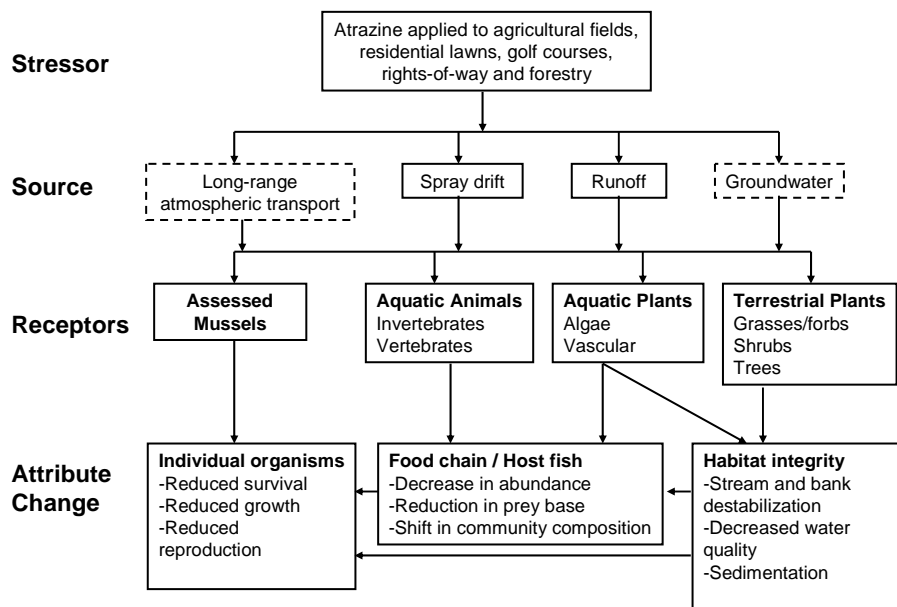 Stressor
Atrazine applied to agricultural fields,
residential lawns, golf courses,
rights-of-way and forestry
Source
Long-range
atmospheric transport
Spray drift
Runoff
Groundwater
Receptors
Assessed
Mussels
Aquatic Animals
Invertebrates
Vertebrates
Aquatic Plants
Algae
Vascular
Terrestrial Plants
Grasses/forbs
Shrubs
Trees
Attribute
Change
Individual organisms
-Reduced survival
-Reduced growth
-Reduced
reproduction
Food chain / Host fish
-Decrease in abundance
-Reduction in prey base
-Shift in community composition
Habitat integrity
-Stream and bank
destabilization
-Decreased water
quality
-Sedimentation